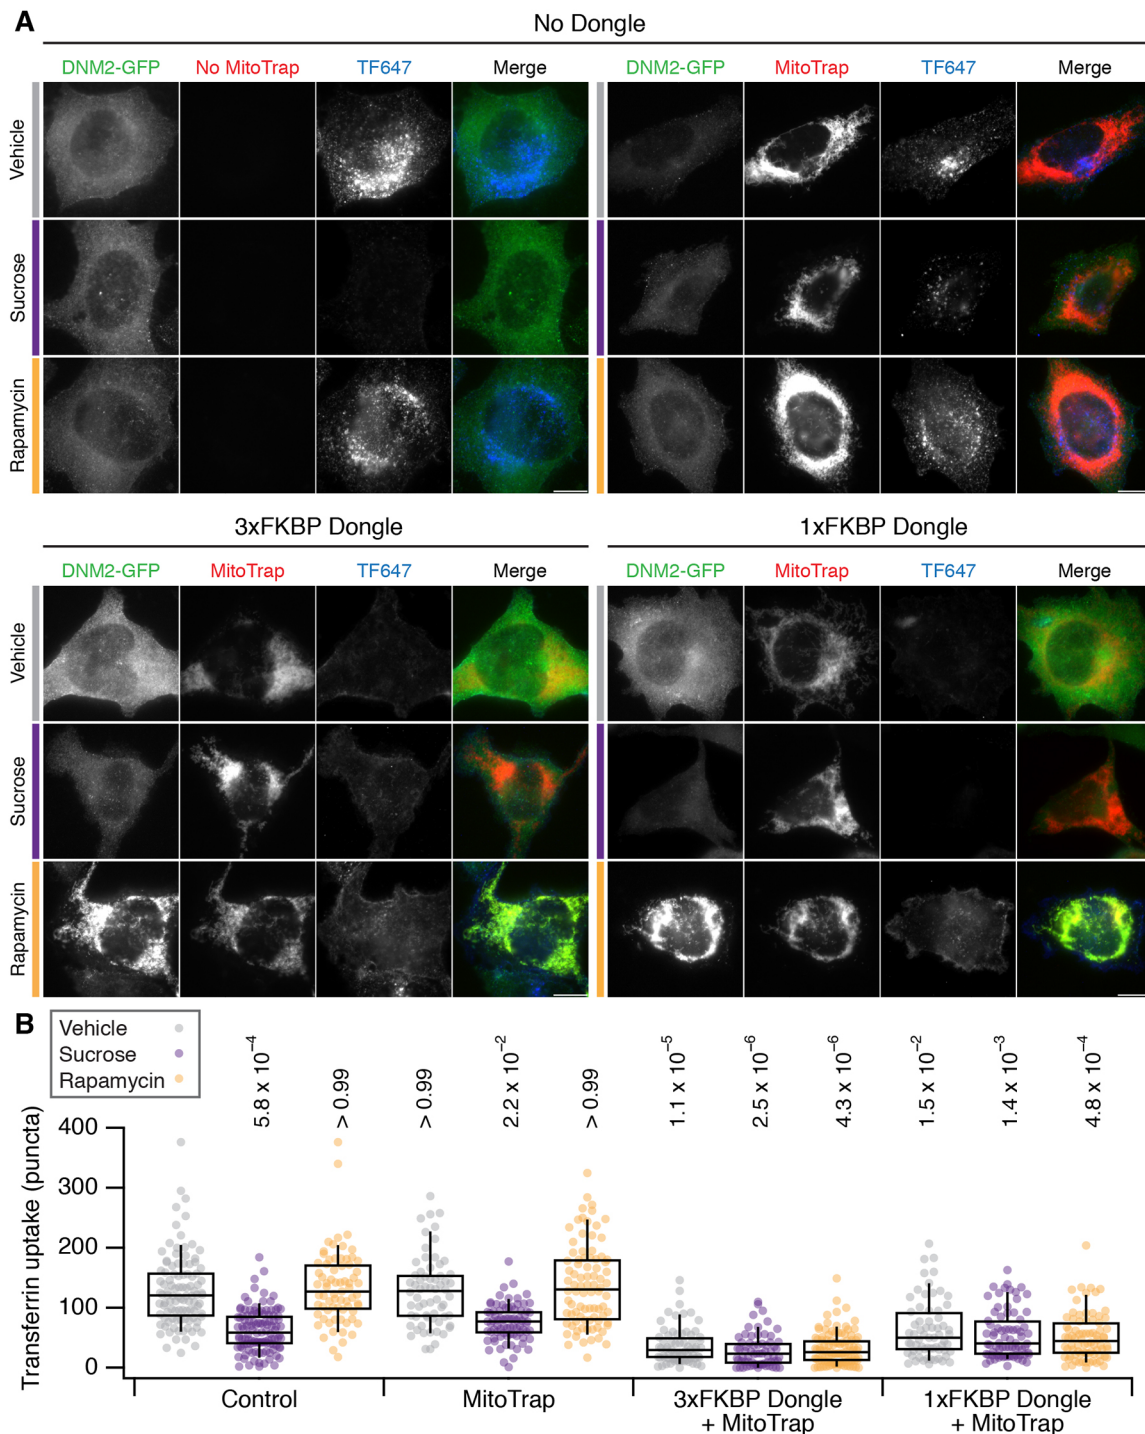 A
No Dongle
DNM2-GFP No MitoTrap TF647 Merge DNM2-GFP MitoTrap TF647 Merge
Vehicle
Sucrose
Rapamycin
3xFKBP Dongle 1xFKBP Dongle
DNM2-GFP MitoTrap TF647 Merge DNM2-GFP MitoTrap TF647 Merge
Vehicle
Sucrose
Rapamycin
B
Vehicle
Sucrose
Rapamycin
5.8 x 10⁻⁴
> 0.99
> 0.99
2.2 x 10⁻²
> 0.99
1.1 x 10⁻⁵
2.5 x 10⁻⁶
4.3 x 10⁻⁶
1.5 x 10⁻²
1.4 x 10⁻³
4.8 x 10⁻⁴
Transferrin uptake (puncta)
400
300
200
100
0
Control MitoTrap 3xFKBP Dongle 1xFKBP Dongle
+ MitoTrap + MitoTrap